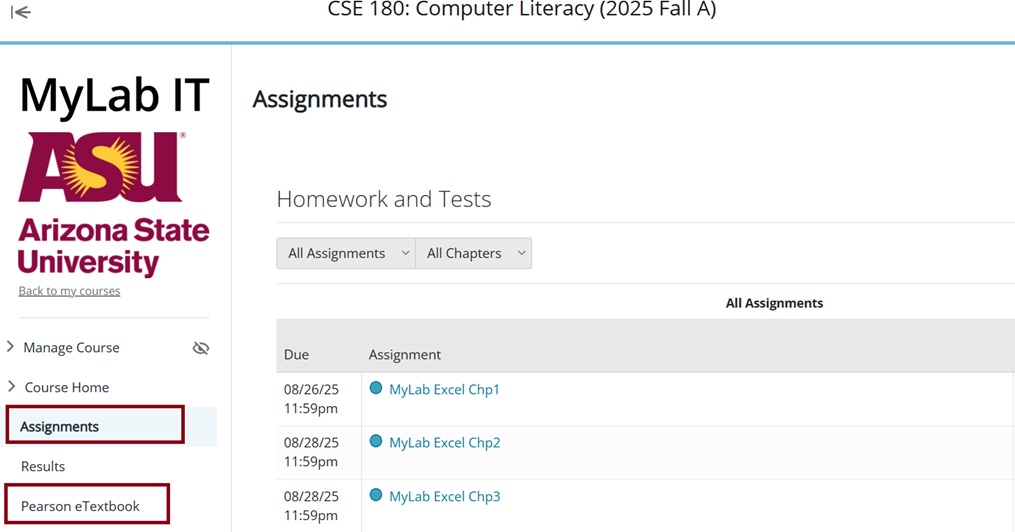 CSE 180: Computer Literacy (2025 Fall A)
MyLab IT
ASU®
Arizona State
University
Back to my courses
Manage Course
Course Home
Assignments
Results
Pearson eTextbook
Assignments
Homework and Tests
All Assignments All Chapters
All Assignments
Due Assignment
08/26/25 MyLab Excel Chp1
11:59pm
08/28/25 MyLab Excel Chp2
11:59pm
08/28/25 MyLab Excel Chp3
11:59pm